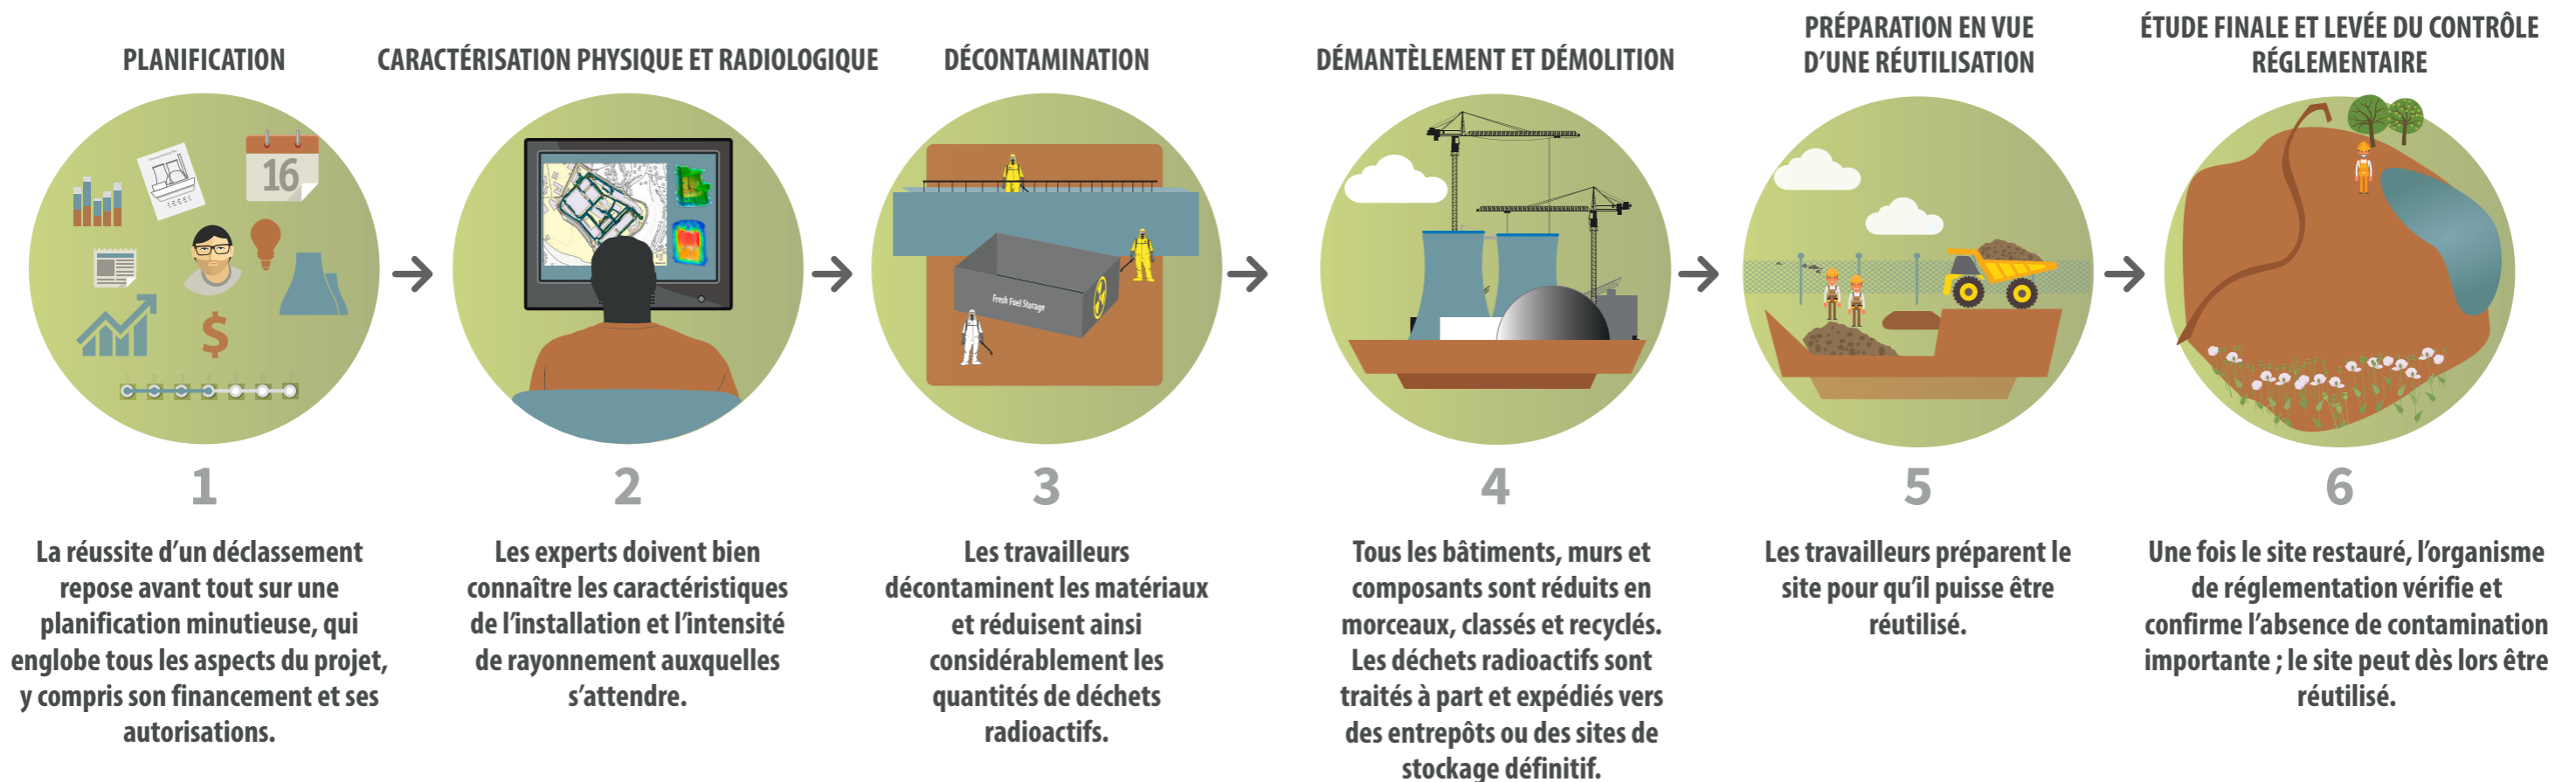 PLANIFICATION
16
1 2 3 4 5 6 7
1
La réussite d’un déclassement
repose avant tout sur une
planification minutieuse, qui
englobe tous les aspects du projet,
y compris son financement et ses
autorisations.
CARACTÉRISATION PHYSIQUE ET RADIOLOGIQUE
2
Les experts doivent bien
connaître les caractéristiques
de l’installation et l’intensité
de rayonnement auxquelles
s’attendre.
DÉCONTAMINATION
Fresh Fuel Storage
3
Les travailleurs
décontaminent les matériaux
et réduisent ainsi
considérablement les
quantités de déchets
radioactifs.
DÉMANTÈLEMENT ET DÉMOLITION
4
Tous les bâtiments, murs et
composants sont réduits en
morceaux, classés et recyclés.
Les déchets radioactifs sont
traités à part et expédiés vers
des entrepôts ou des sites de
stockage définitif.
PRÉPARATION EN VUE
D’UNE RÉUTILISATION
5
Les travailleurs préparent le
site pour qu’il puisse être
réutilisé.
ÉTUDE FINALE ET LEVÉE DU CONTRÔLE
RÉGLEMENTAIRE
6
Une fois le site restauré, l’organisme
de réglementation vérifie et
confirme l’absence de contamination
importante ; le site peut dès lors être
réutilisé.